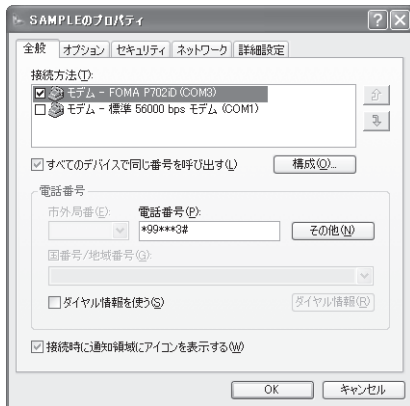 SAMPLEのプロパティ
全般 オプション セキュリティ ネットワーク 詳細設定
接続方法(T):
モデム - FOMA P702iD (COM3)
モデム - 標準 56000 bps モデム (COM1)
すべてのデバイスで同じ番号を呼び出す(L) 構成(O)...
電話番号
市外局番(E): 電話番号(P):
*99***3# その他(N)
国番号/地域番号(G):
ダイヤル情報を使う(S) ダイヤル情報(R)
接続時に通知領域にアイコンを表示する(W)
OK キャンセル